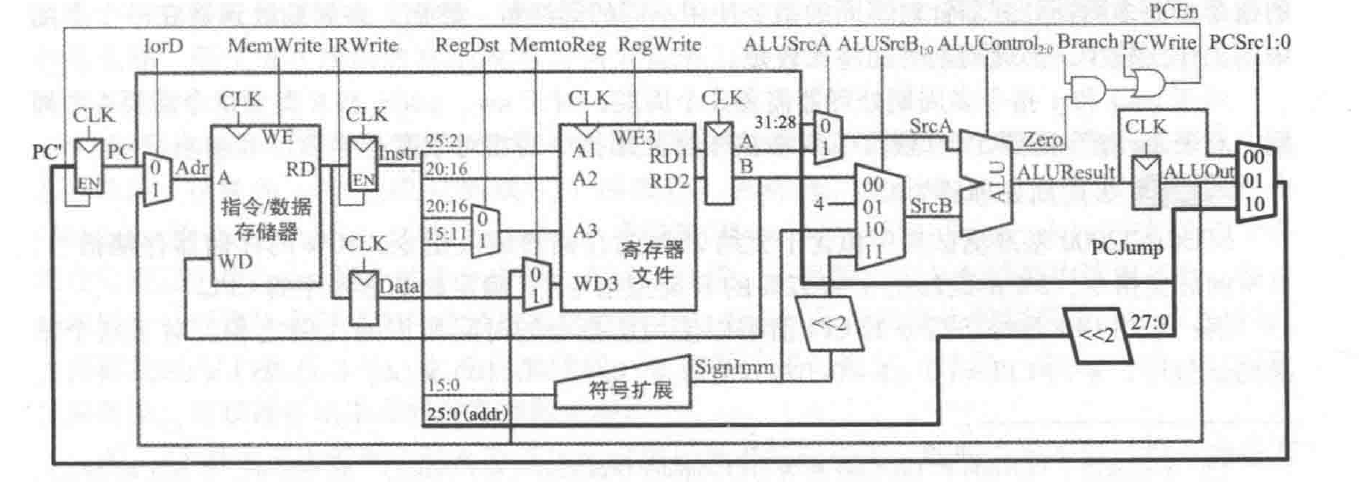 PCEn
IorD MemWrite IRWrite RegDst MemtoReg RegWrite ALUSrcA ALUSrcB1:0 ALUControl2:0 Branch PCWrite PCSrc1:0
CLK CLK CLK CLK CLK CLK
PC' PC EN
0
1
Adr
WE
A RD
指令/数据
存储器
WD
Instr
EN
CLK
Data
25:21
20:16
20:16
15:11
0
1
0
1
WE3
A1 RD1
A2 RD2
A3
寄存器
文件
WD3
A
B
31:28
0
1
SrcA
4
00
01
10
11
SrcB
ALU
Zero
ALUResult
ALUOut
00
01
10
PCJump
<<2
<<2
27:0
SignImm
符号扩展
15:0
25:0 (addr)